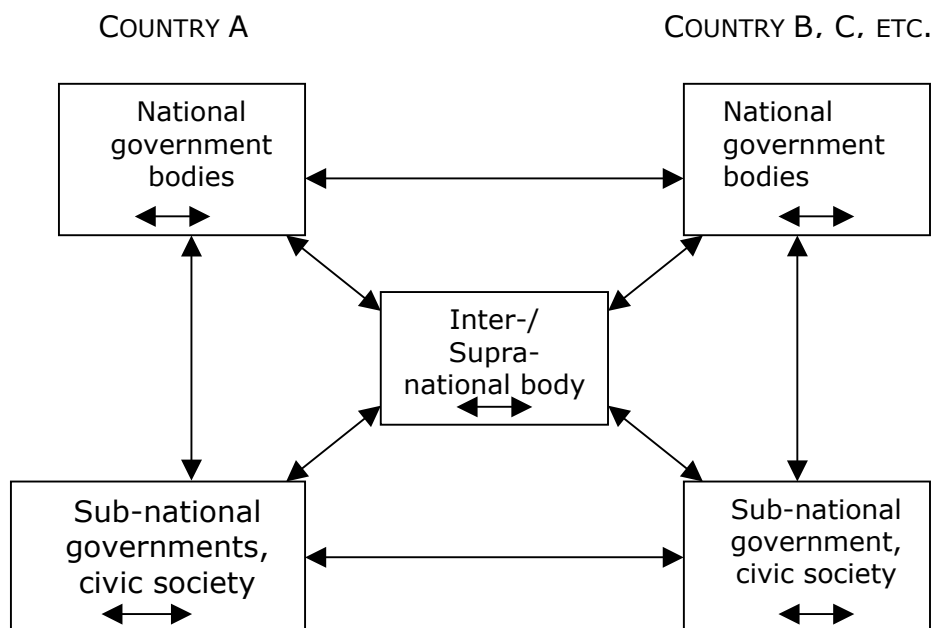 COUNTRY A
COUNTRY B, C, ETC.
National
government
bodies
National
government
bodies
Inter-/
Supra-
national body
Sub-national
governments,
civic society
Sub-national
government,
civic society